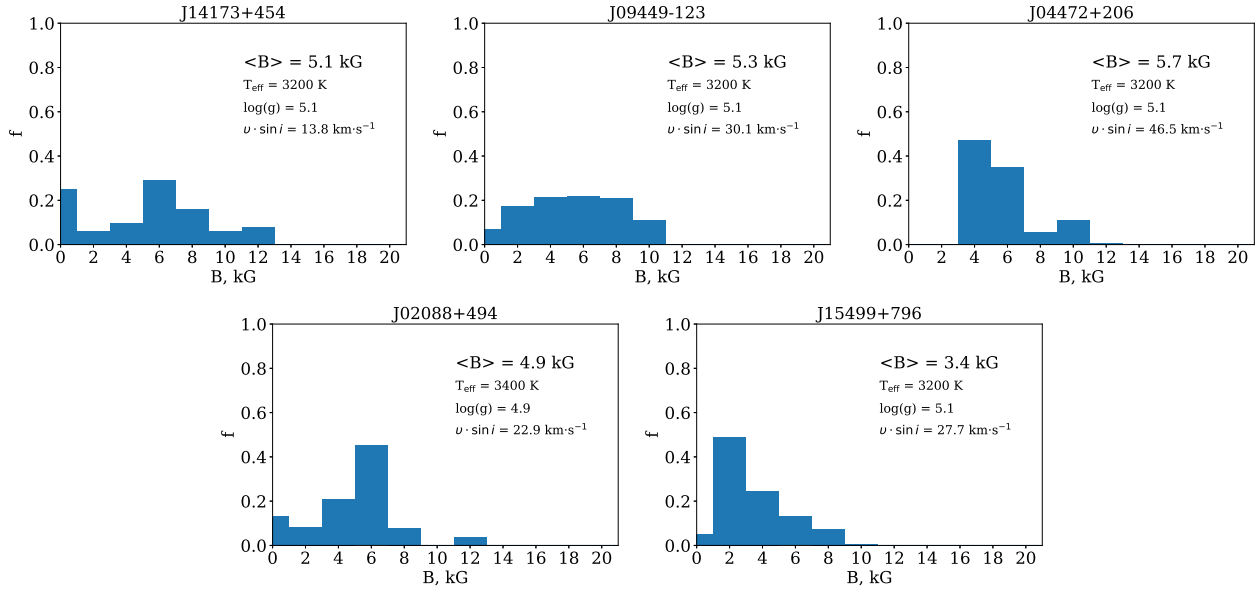 J14173+454
1.0
0.8
0.6
0.4
0.2
0.0
f
<B> = 5.1 kG
T_eff = 3200 K
log(g) = 5.1
υ · sin i = 13.8 km·s⁻¹
0 2 4 6 8 10 12 14 16 18 20
B, kG
J09449-123
1.0
0.8
0.6
0.4
0.2
0.0
f
<B> = 5.3 kG
T_eff = 3200 K
log(g) = 5.1
υ · sin i = 30.1 km·s⁻¹
0 2 4 6 8 10 12 14 16 18 20
B, kG
J04472+206
1.0
0.8
0.6
0.4
0.2
0.0
f
<B> = 5.7 kG
T_eff = 3200 K
log(g) = 5.1
υ · sin i = 46.5 km·s⁻¹
0 2 4 6 8 10 12 14 16 18 20
B, kG
J02088+494
1.0
0.8
0.6
0.4
0.2
0.0
f
<B> = 4.9 kG
T_eff = 3400 K
log(g) = 4.9
υ · sin i = 22.9 km·s⁻¹
0 2 4 6 8 10 12 14 16 18 20
B, kG
J15499+796
1.0
0.8
0.6
0.4
0.2
0.0
f
<B> = 3.4 kG
T_eff = 3200 K
log(g) = 5.1
υ · sin i = 27.7 km·s⁻¹
0 2 4 6 8 10 12 14 16 18 20
B, kG